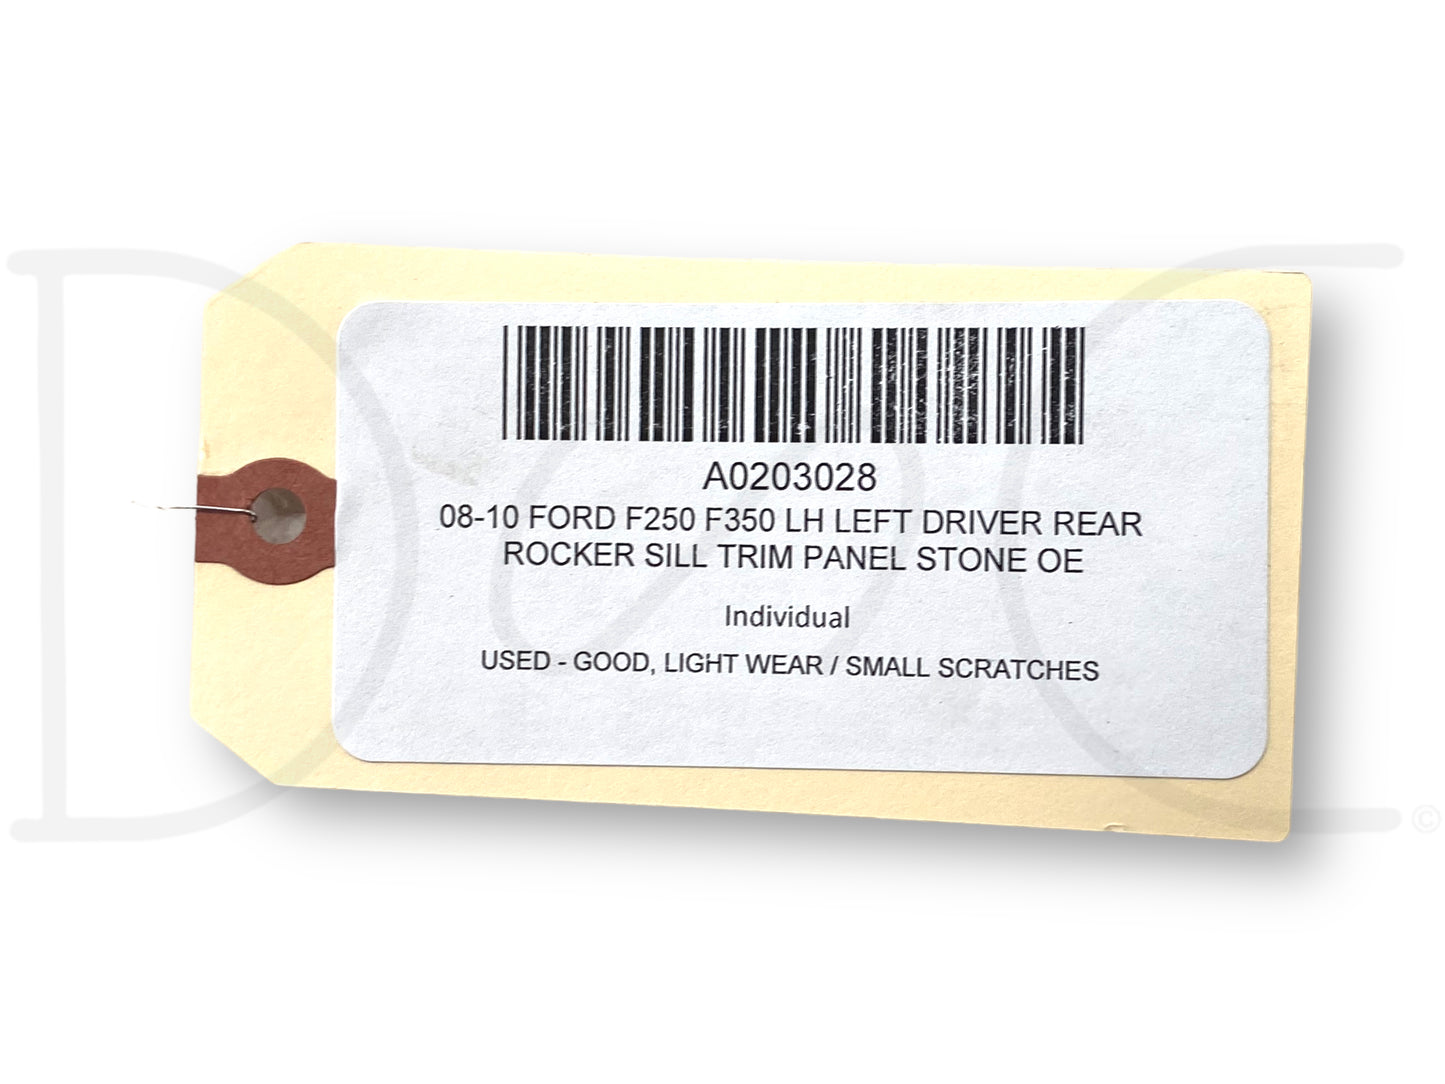 A0203028
08-10 FORD F250 F350 LH LEFT DRIVER REAR
ROCKER SILL TRIM PANEL STONE OE
Individual
USED - GOOD, LIGHT WEAR / SMALL SCRATCHES
©